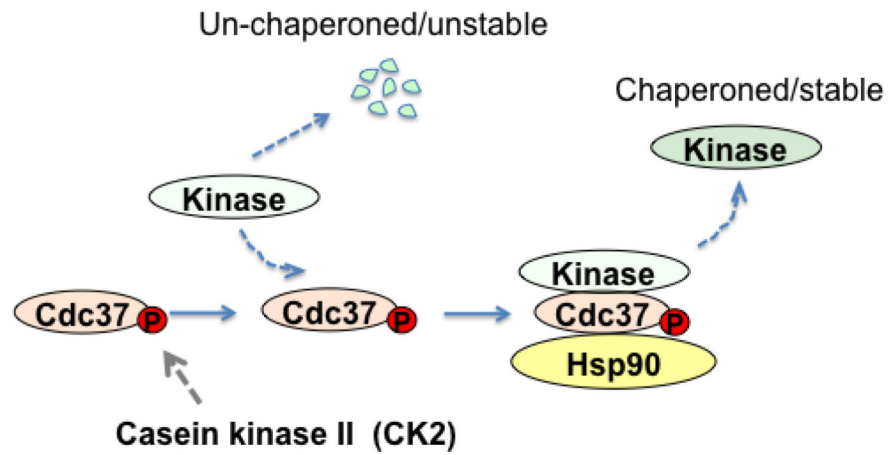 Un-chaperoned/unstable
Chaperoned/stable
Kinase
Kinase
Kinase
Cdc37 P
Cdc37 P
Cdc37 P
Hsp90
Casein kinase II (CK2)